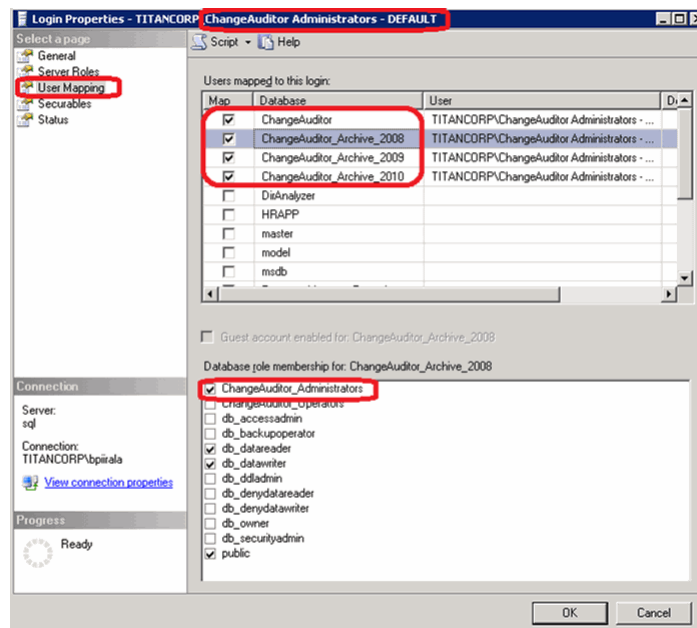 Login Properties - TITANCORP ChangeAuditor Administrators - DEFAULT
Select a page
General
Server Roles
User Mapping
Securables
Status
Script
Help
Users mapped to this login:
Map Database User
ChangeAuditor TITANCORP\ChangeAuditor Administrators - ...
ChangeAuditor_Archive_2008 TITANCORP\ChangeAuditor Administrators - ...
ChangeAuditor_Archive_2009 TITANCORP\ChangeAuditor Administrators - ...
ChangeAuditor_Archive_2010 TITANCORP\ChangeAuditor Administrators - ...
DirAnalyzer
HRAPP
master
model
msdb
Guest account enabled for: ChangeAuditor_Archive_2008
Database role membership for: ChangeAuditor_Archive_2008
ChangeAuditor_Administrators
ChangeAuditor_Operators
db_accessadmin
db_backupoperator
db_datareader
db_datawriter
db_ddladmin
db_denydatareader
db_denydatawriter
db_owner
db_securityadmin
public
Connection
Server:
sql
Connection:
TITANCORP\bpiirala
View connection properties
Progress
Ready
OK
Cancel